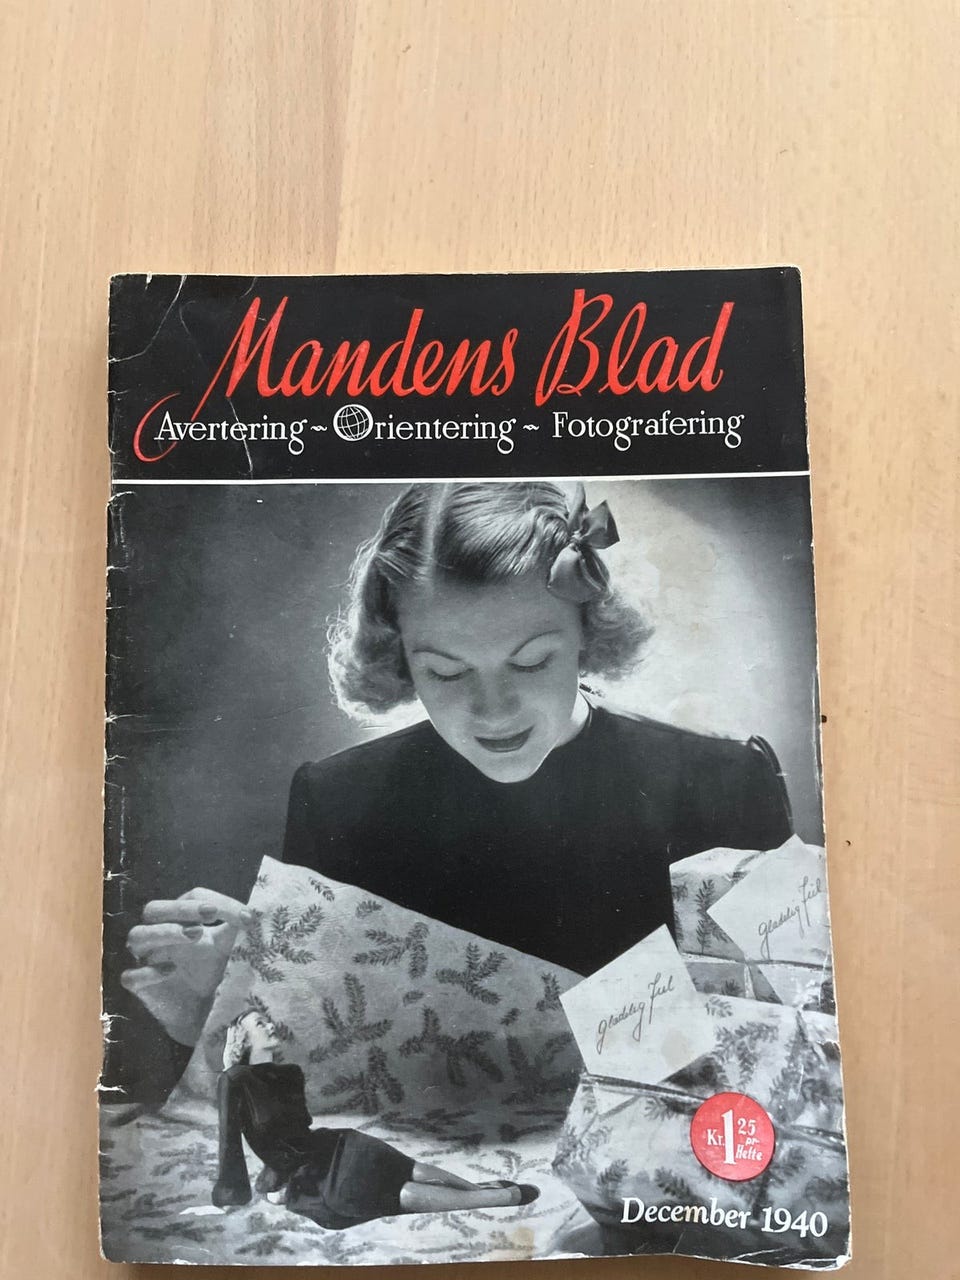 Mandens Blad
Avertering ~ Orientering ~ Fotografering
glædelig Jul
glædelig Jul
Kr. 1 25
pr.
Hefte
December 1940